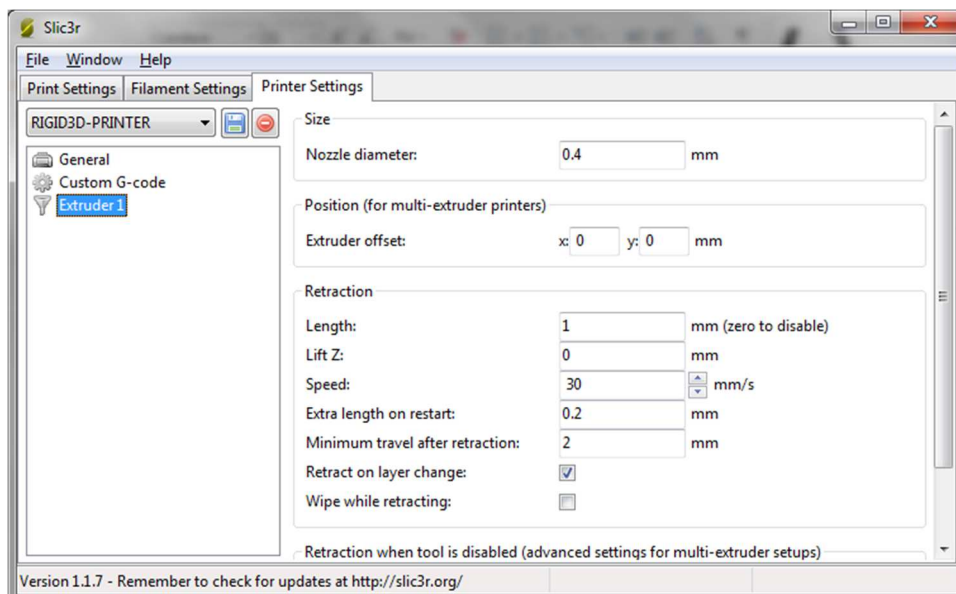 Slic3r
File Window Help
Print Settings Filament Settings Printer Settings
RIGID3D-PRINTER
General
Custom G-code
Extruder 1
Size
Nozzle diameter: 0.4 mm
Position (for multi-extruder printers)
Extruder offset: x: 0 y: 0 mm
Retraction
Length: 1 mm (zero to disable)
Lift Z: 0 mm
Speed: 30 mm/s
Extra length on restart: 0.2 mm
Minimum travel after retraction: 2 mm
Retract on layer change:
Wipe while retracting:
Retraction when tool is disabled (advanced settings for multi-extruder setups)
Version 1.1.7 - Remember to check for updates at http://slic3r.org/